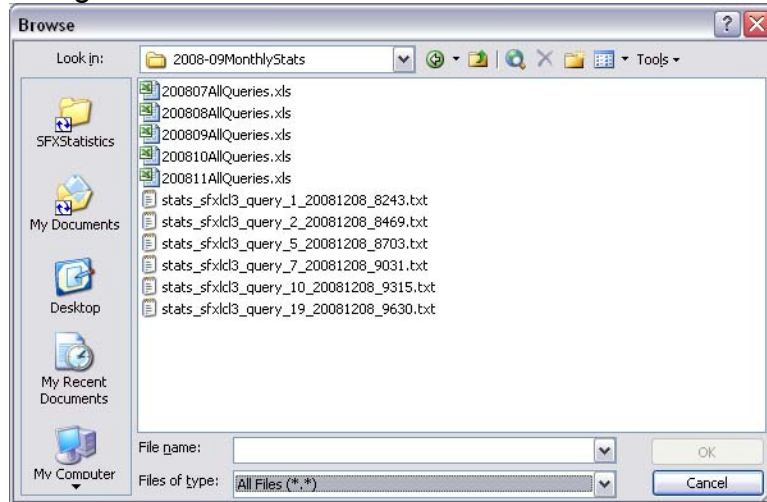 Browse
Look in:
2008-09MonthlyStats
Tools
SFXStatistics
My Documents
Desktop
My Recent
Documents
My Computer
200807AllQueries.xls
200808AllQueries.xls
200809AllQueries.xls
200810AllQueries.xls
200811AllQueries.xls
stats_sfxlcl3_query_1_20081208_8243.txt
stats_sfxlcl3_query_2_20081208_8469.txt
stats_sfxlcl3_query_5_20081208_8703.txt
stats_sfxlcl3_query_7_20081208_9031.txt
stats_sfxlcl3_query_10_20081208_9315.txt
stats_sfxlcl3_query_19_20081208_9630.txt
File name:
OK
Files of type:
All Files (*.*)
Cancel